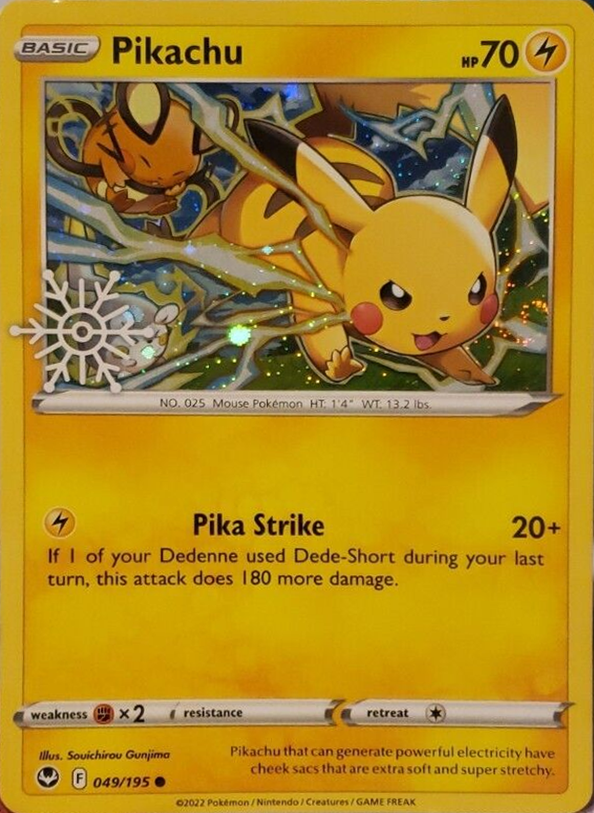 BASIC Pikachu HP 70
NO. 025 Mouse Pokémon HT: 1'4" WT: 13.2 lbs.
Pika Strike 20+
If 1 of your Dedenne used Dede-Short during your last
turn, this attack does 180 more damage.
weakness ×2 resistance retreat
Illus. Souichirou Gunjima
Pikachu that can generate powerful electricity have
cheek sacs that are extra soft and super stretchy.
F 049/195
©2022 Pokémon / Nintendo / Creatures / GAME FREAK